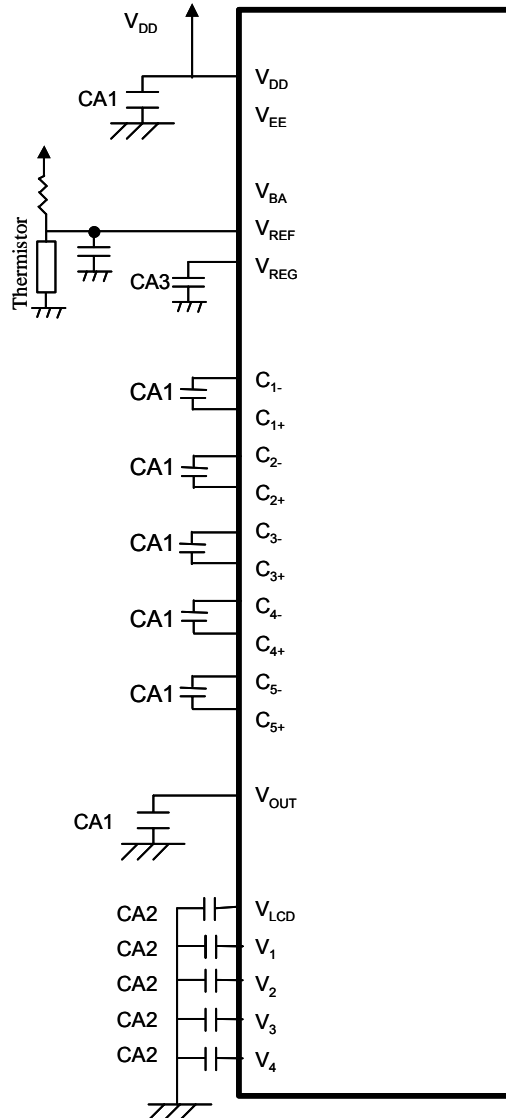 V_DD
V_DD
CA1
V_EE
V_BA
V_REF
Thermistor
V_REG
CA3
C_1-
CA1
C_1+
C_2-
CA1
C_2+
C_3-
CA1
C_3+
C_4-
CA1
C_4+
C_5-
CA1
C_5+
V_OUT
CA1
CA2 V_LCD
CA2 V_1
CA2 V_2
CA2 V_3
CA2 V_4